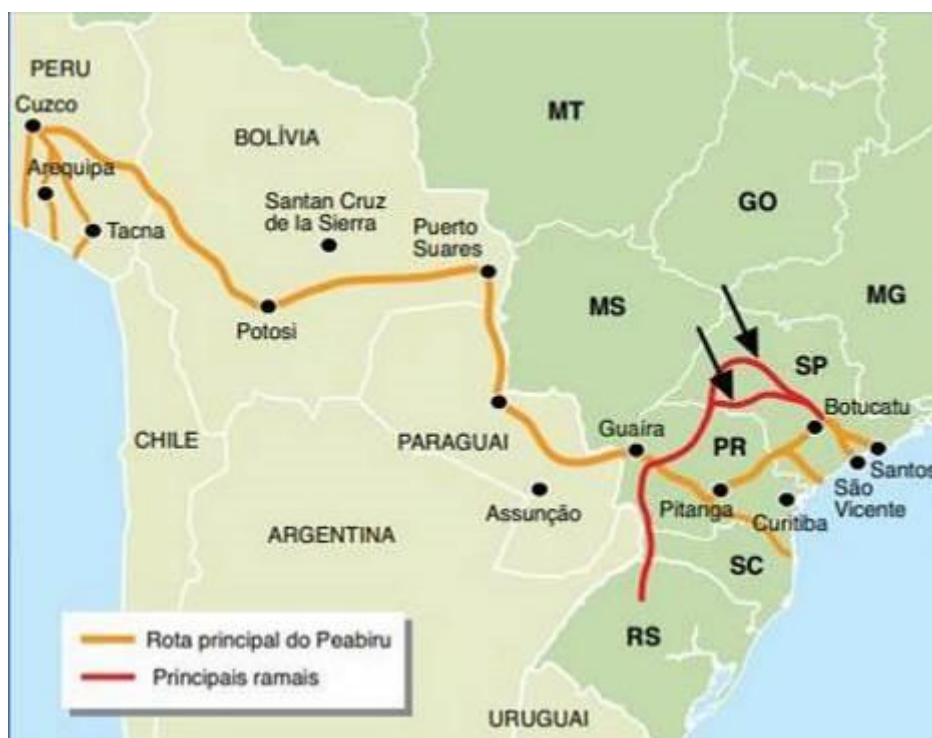 PERU
Cuzco
Arequipa
Tacna
BOLÍVIA
Santan Cruz
de la Sierra
Puerto
Suares
Potosi
MT
GO
MS
MG
SP
Botucatu
CHILE
PARAGUAI
Guaíra
PR
Santos
São
Vicente
Pitanga
Curitiba
Assunção
ARGENTINA
SC
RS
Rota principal do Peabiru
Principais ramais
URUGUAI